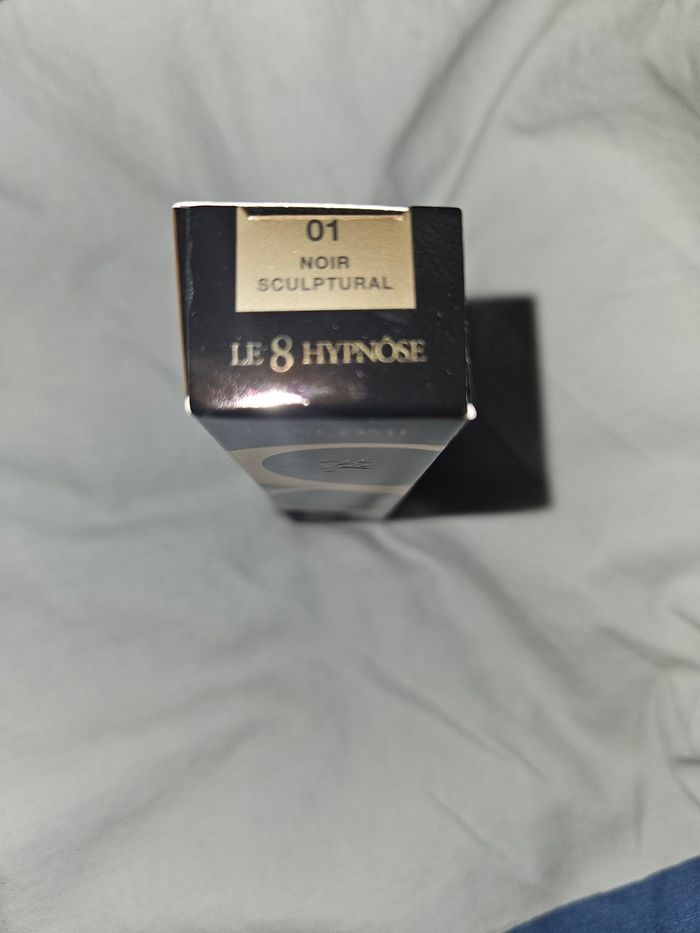 01
NOIR
SCULPTURAL
LE 8 HYPNÔSE